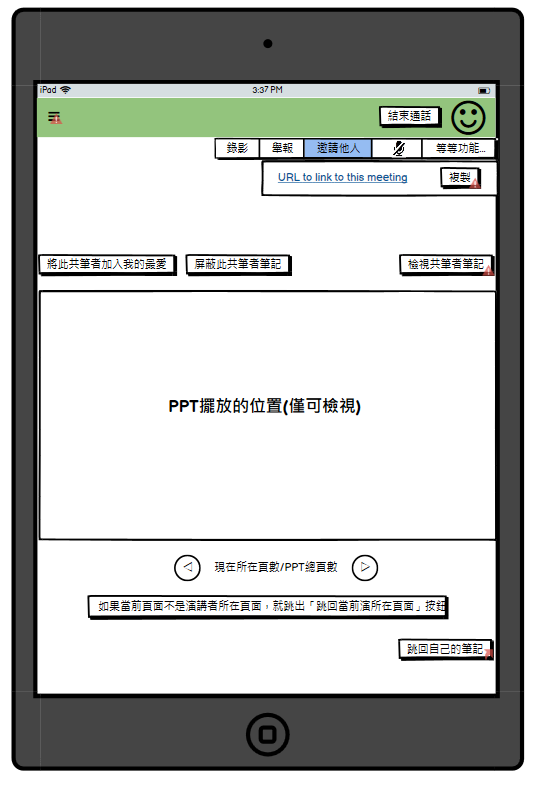 iPad 3:37 PM
結束通話
錄影 舉報 邀請他人 等等功能...
URL to link to this meeting 複製
將此共筆者加入我的最愛 屏蔽此共筆者筆記 檢視共筆者筆記
PPT擺放的位置(僅可檢視)
現在所在頁數/PPT總頁數
如果當前頁面不是演講者所在頁面，就跳出「跳回當前演所在頁面」按鈕
跳回自己的筆記